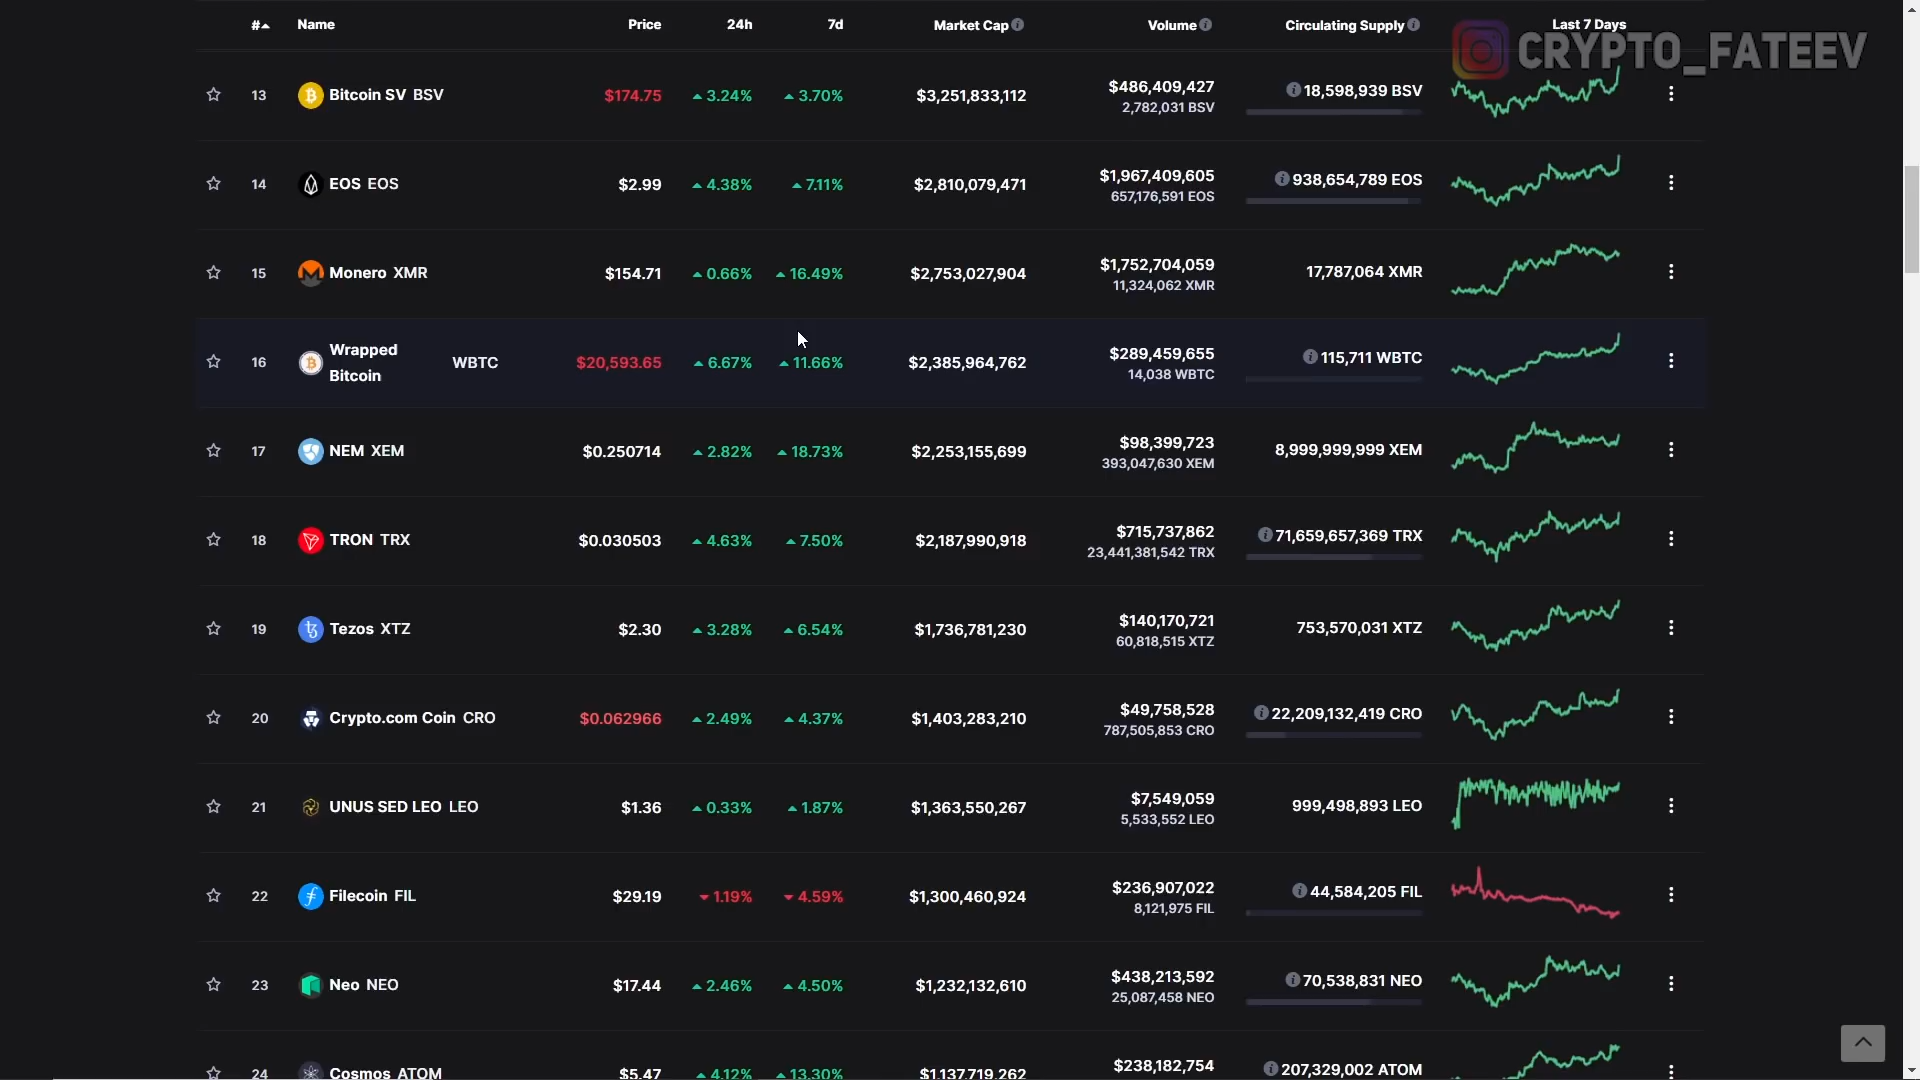 # Name Price 24h 7d Market Cap Volume Circulating Supply Last 7 Days
CRYPTO_FATEEV
13 Bitcoin SV BSV $174.75 3.24% 3.70% $3,251,833,112 $486,409,427 18,598,939 BSV
2,782,031 BSV
14 EOS EOS $2.99 4.38% 7.11% $2,810,079,471 $1,967,409,605 938,654,789 EOS
657,176,591 EOS
15 Monero XMR $154.71 0.66% 16.49% $2,753,027,904 $1,752,704,059 17,787,064 XMR
11,324,062 XMR
16 Wrapped Bitcoin WBTC $20,593.65 6.67% 11.66% $2,385,964,762 $289,459,655 115,711 WBTC
14,038 WBTC
17 NEM XEM $0.250714 2.82% 18.73% $2,253,155,699 $98,399,723 8,999,999,999 XEM
393,047,630 XEM
18 TRON TRX $0.030503 4.63% 7.50% $2,187,990,918 $715,737,862 71,659,657,369 TRX
23,441,381,542 TRX
19 Tezos XTZ $2.30 3.28% 6.54% $1,736,781,230 $140,170,721 753,570,031 XTZ
60,818,515 XTZ
20 Crypto.com Coin CRO $0.062966 2.49% 4.37% $1,403,283,210 $49,758,528 22,209,132,419 CRO
787,505,853 CRO
21 UNUS SED LEO LEO $1.36 0.33% 1.87% $1,363,550,267 $7,549,059 999,498,893 LEO
5,533,552 LEO
22 Filecoin FIL $29.19 1.19% 4.59% $1,300,460,924 $236,907,022 44,584,205 FIL
8,121,975 FIL
23 Neo NEO $17.44 2.46% 4.50% $1,232,132,610 $438,213,592 70,538,831 NEO
25,087,458 NEO
24 Cosmos ATOM $5.47 4.12% 13.30% $1,137,719,262 $238,182,754 207,329,002 ATOM